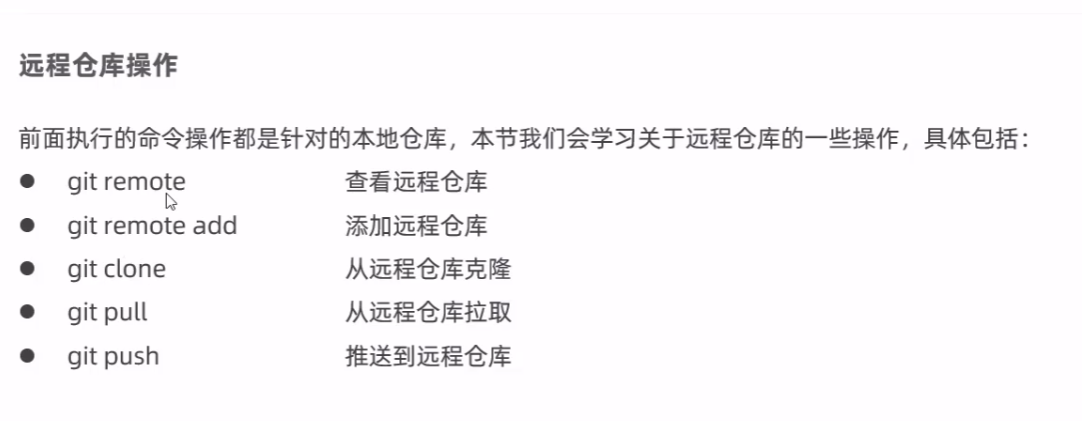 远程仓库操作
前面执行的命令操作都是针对的本地仓库，本节我们会学习关于远程仓库的一些操作，具体包括：
● git remote 查看远程仓库
● git remote add 添加远程仓库
● git clone 从远程仓库克隆
● git pull 从远程仓库拉取
● git push 推送到远程仓库